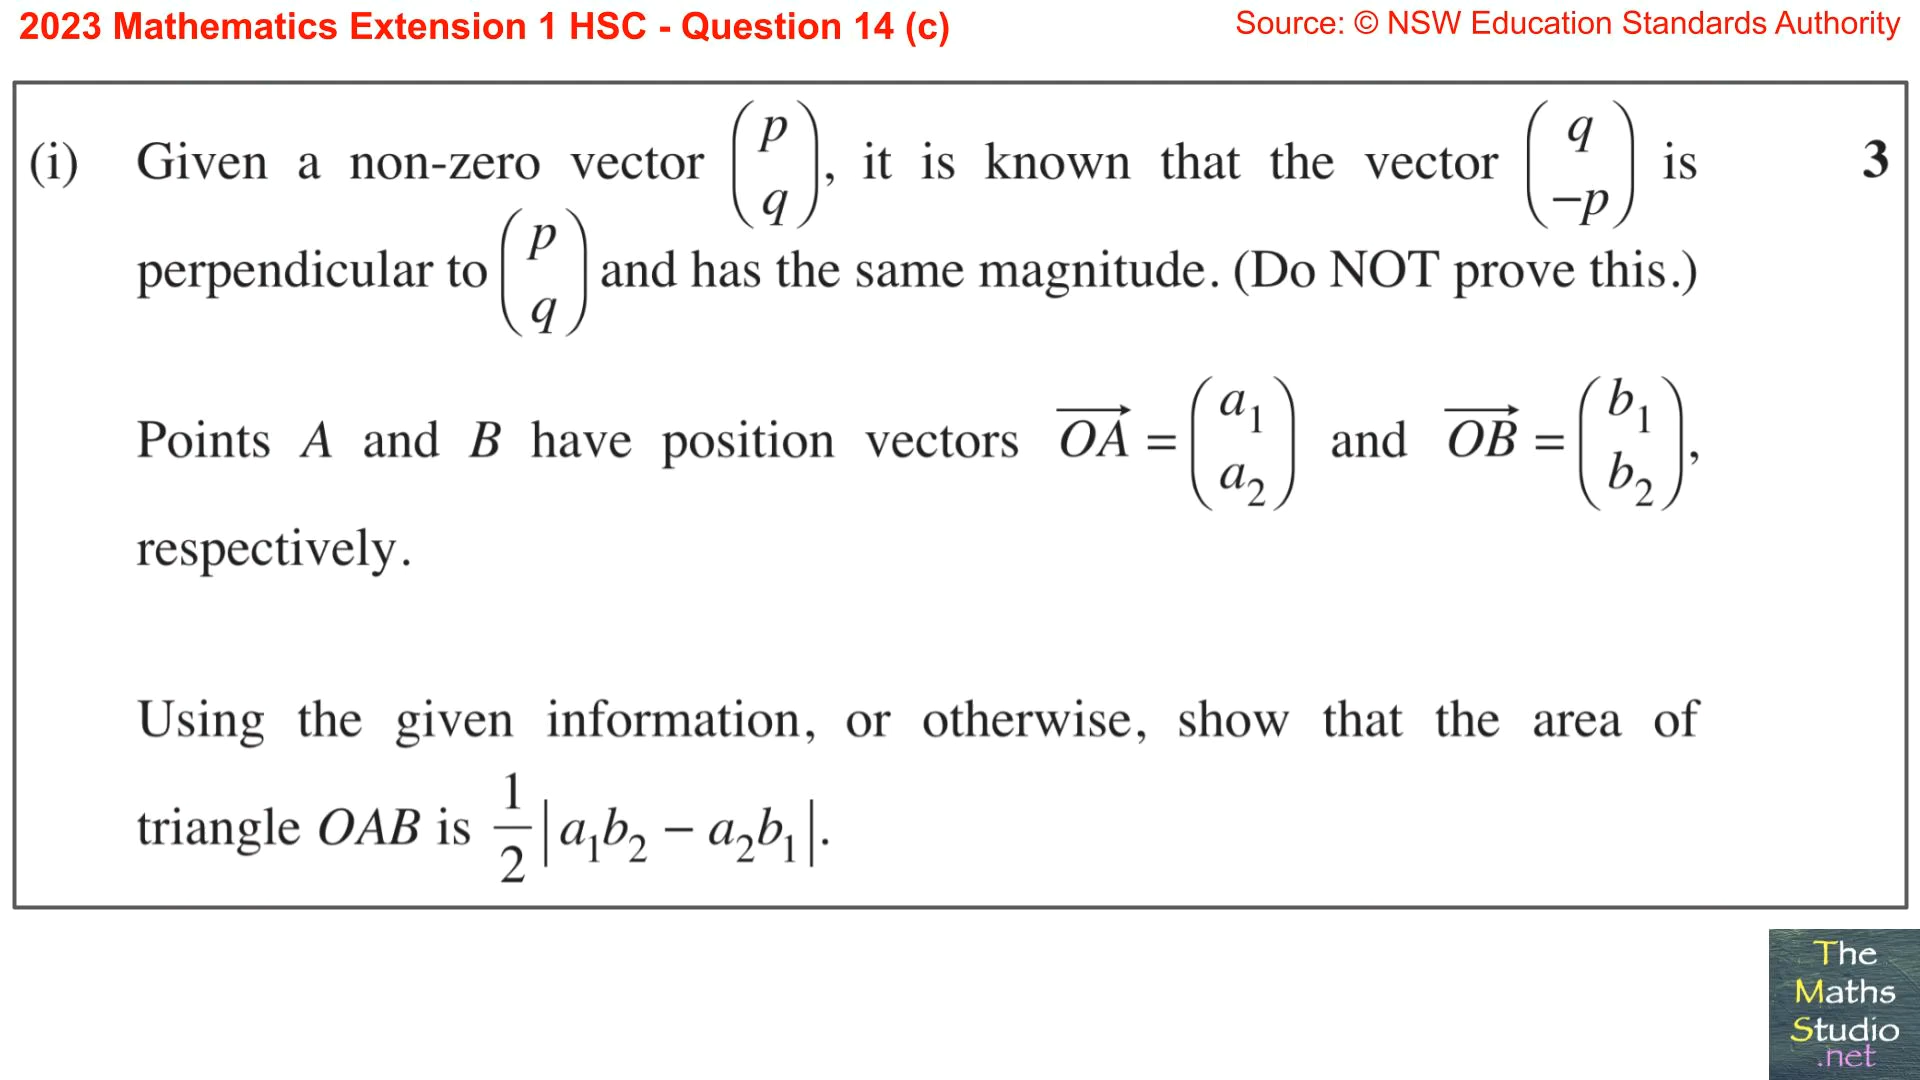 2023 Mathematics Extension 1 HSC - Question 14 (c)
Source: © NSW Education Standards Authority
(i) Given a non-zero vector (p q), it is known that the vector (q −p) is 3
perpendicular to (p q) and has the same magnitude. (Do NOT prove this.)
Points A and B have position vectors →OA = (a₁ a₂) and →OB = (b₁ b₂),
respectively.
Using the given information, or otherwise, show that the area of
triangle OAB is 1/2 |a₁b₂ − a₂b₁|.
The
Maths
Studio
.net